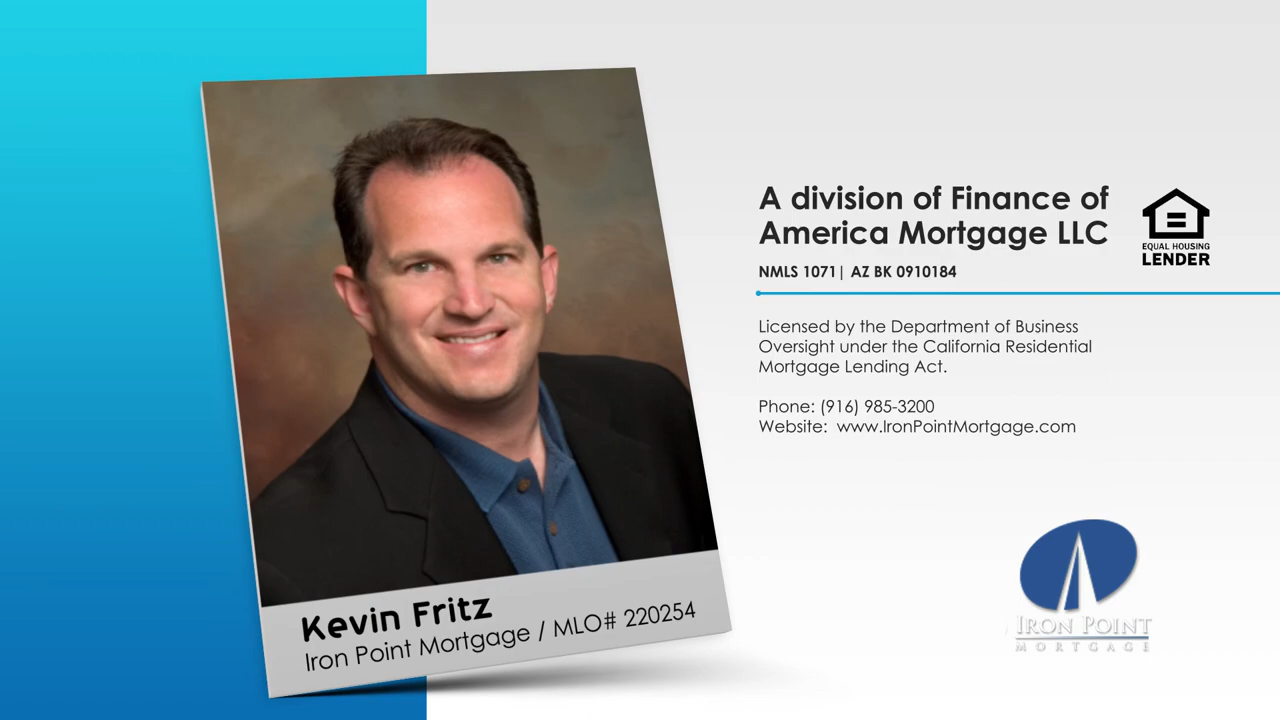 A division of Finance of
America Mortgage LLC
EQUAL HOUSING
LENDER
NMLS 1071| AZ BK 0910184
Licensed by the Department of Business
Oversight under the California Residential
Mortgage Lending Act.
Phone: (916) 985-3200
Website:  www.IronPointMortgage.com
Kevin Fritz
Iron Point Mortgage / MLO# 220254
IRON POINT
MORTGAGE